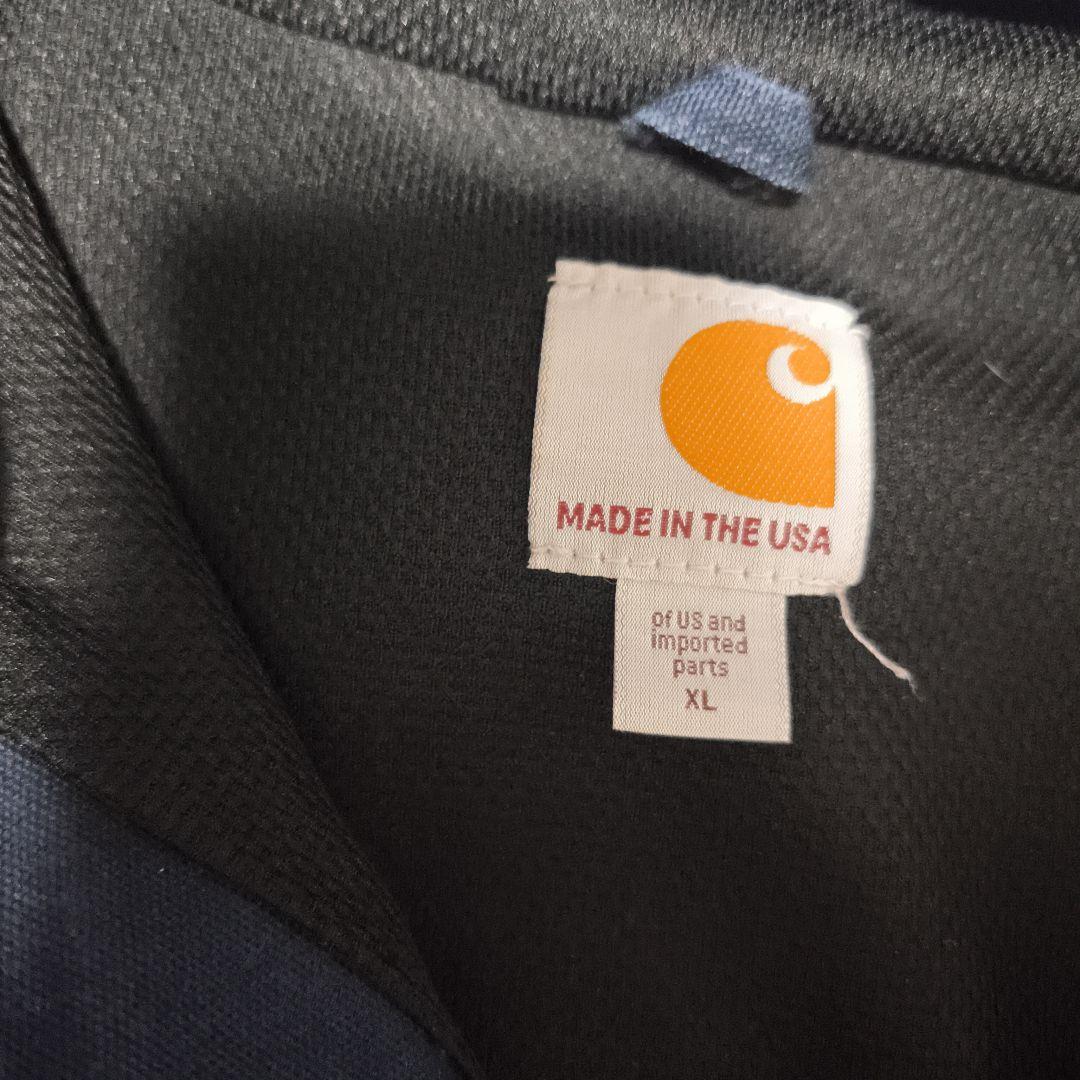 MADE IN THE USA
of US and
imported
parts
XL